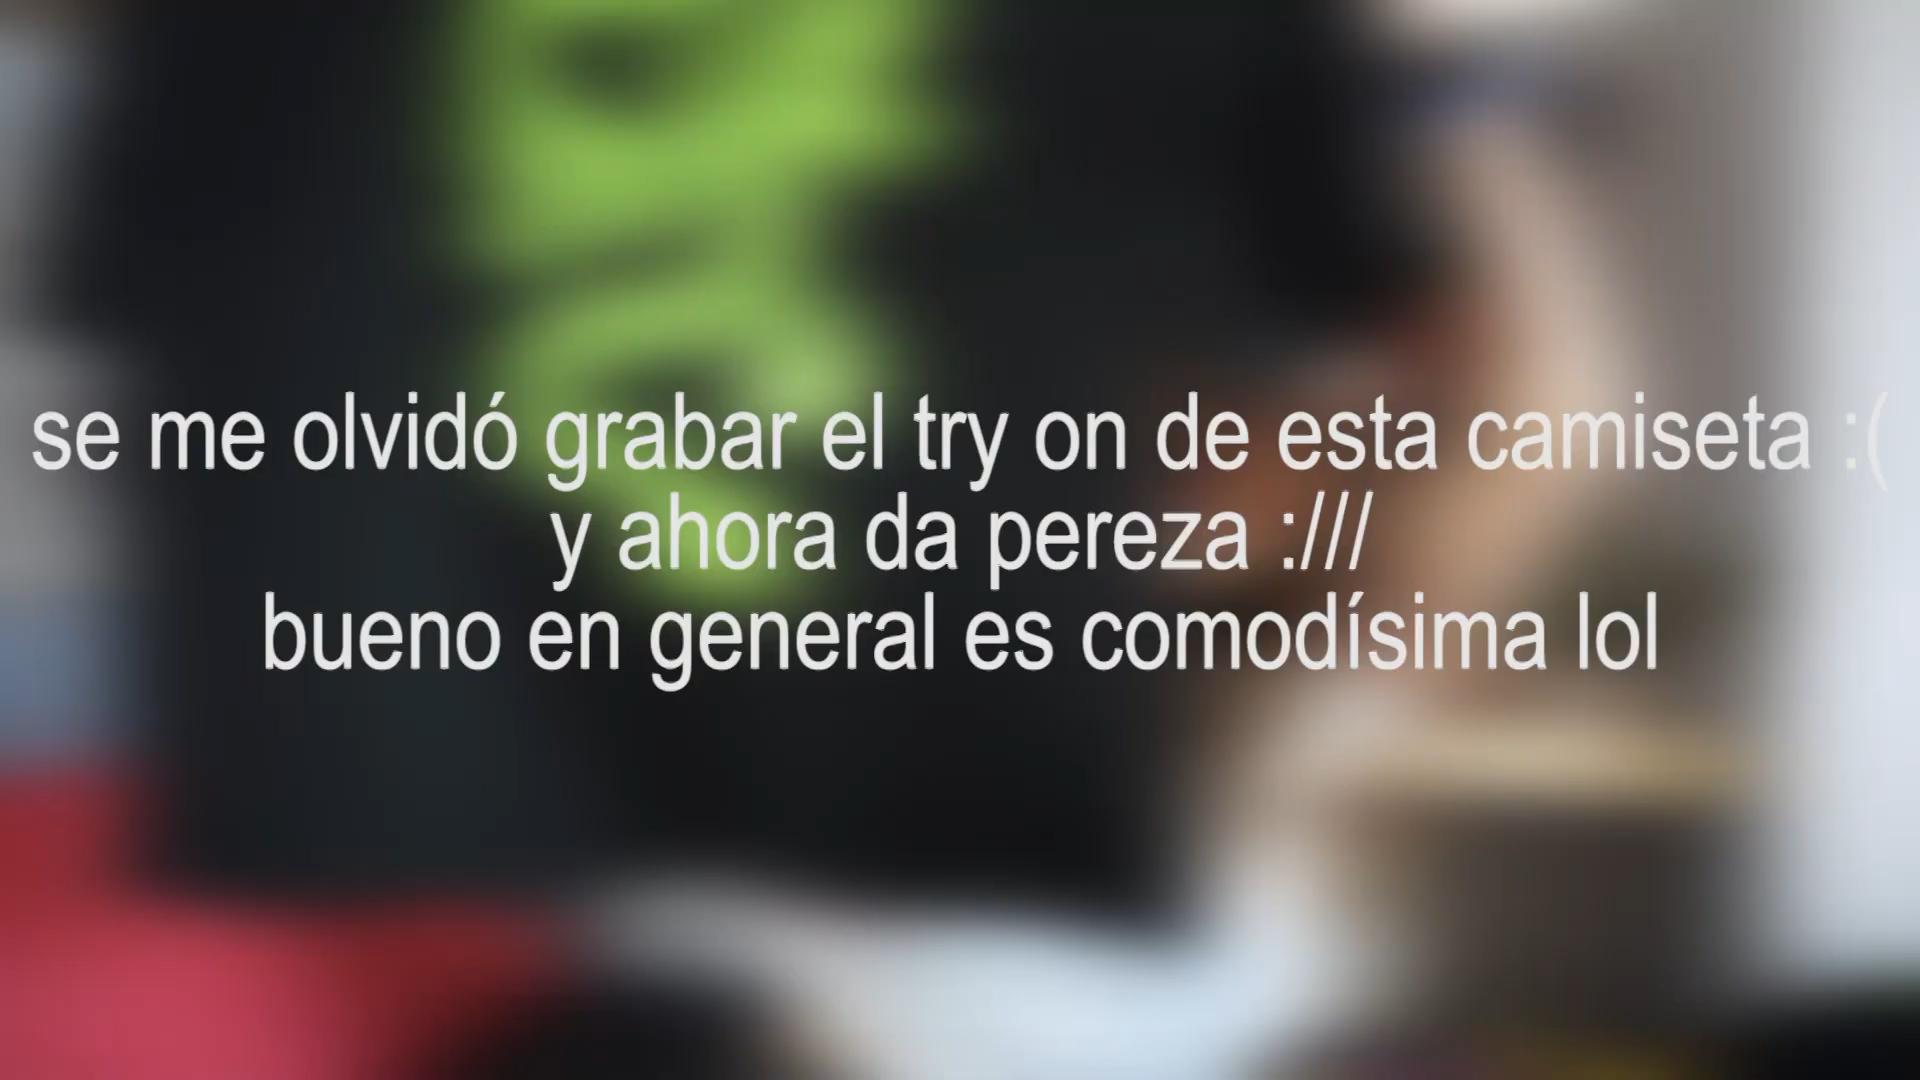 se me olvidó grabar el try on de esta camiseta :(
y ahora da pereza :///
bueno en general es comodísima lol